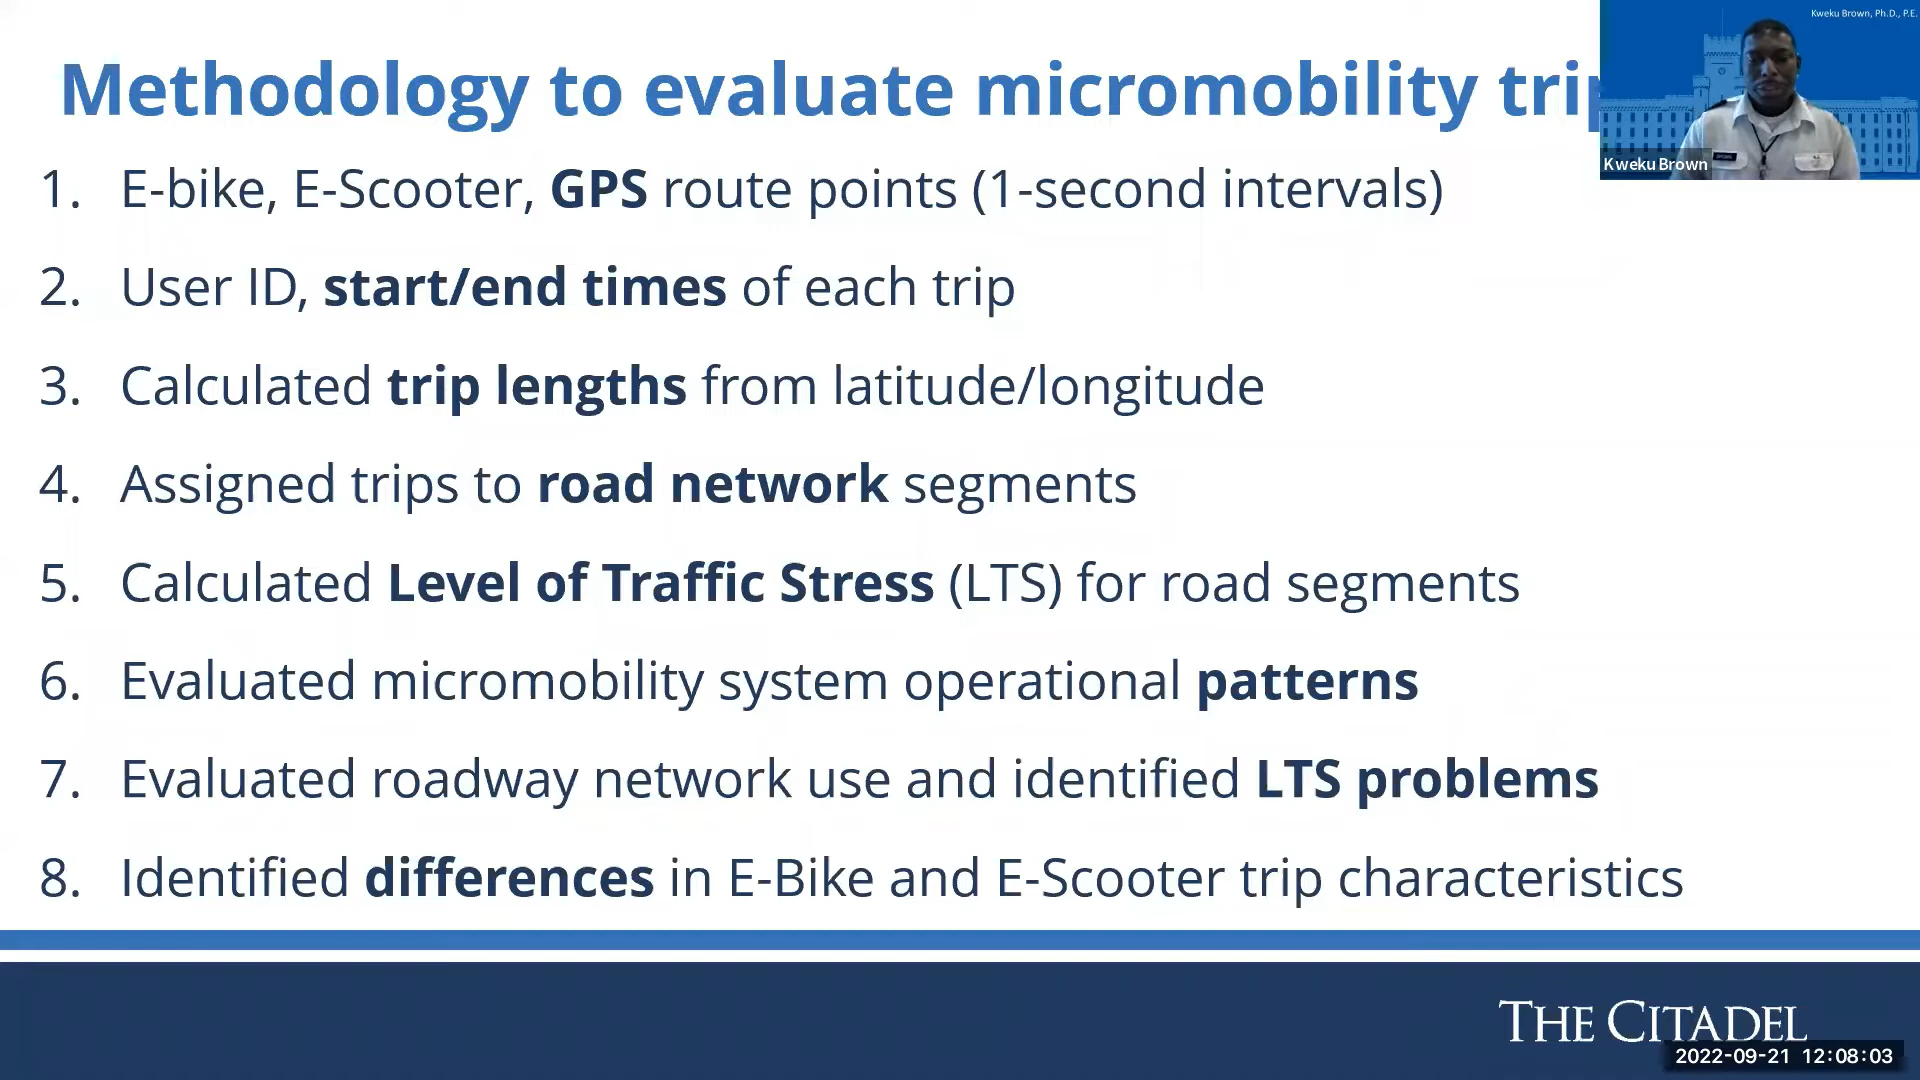 Kweku Brown, Ph.D., P.E.
Methodology to evaluate micromobility trip
Kweku Brown
1. E-bike, E-Scooter, GPS route points (1-second intervals)
2. User ID, start/end times of each trip
3. Calculated trip lengths from latitude/longitude
4. Assigned trips to road network segments
5. Calculated Level of Traffic Stress (LTS) for road segments
6. Evaluated micromobility system operational patterns
7. Evaluated roadway network use and identified LTS problems
8. Identified differences in E-Bike and E-Scooter trip characteristics
THE CITADEL
2022-09-21 12:08:03